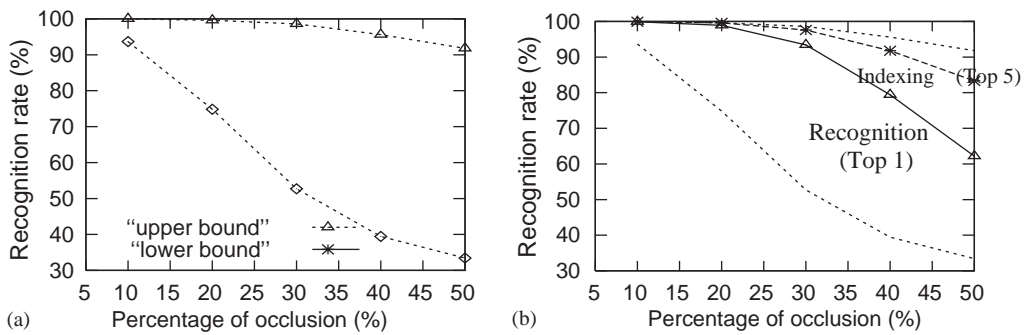 100
90
80
70
60
50
40
30
Recognition rate (%)
“upper bound”
“lower bound”
5 10 15 20 25 30 35 40 45 50
(a) Percentage of occlusion (%)
100
90
80
70
60
50
40
30
Recognition rate (%)
Indexing (Top 5)
Recognition
(Top 1)
5 10 15 20 25 30 35 40 45 50
(b) Percentage of occlusion (%)